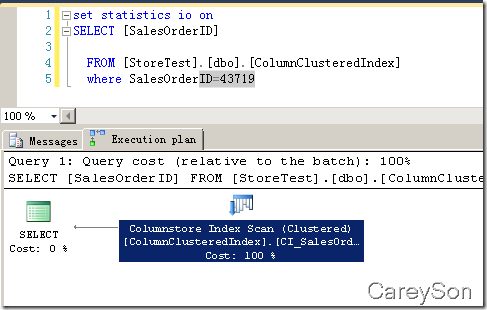 1 set statistics io on
2 SELECT [SalesOrderID]
3
4 FROM [StoreTest].[dbo].[ColumnClusteredIndex]
5 where SalesOrderID=43719
100 %
Messages Execution plan
Query 1: Query cost (relative to the batch): 100%
SELECT [SalesOrderID] FROM [StoreTest].[dbo].[ColumnCluste
Columnstore Index Scan (Clustered)
[ColumnClusteredIndex].[CI_SalesOrd…
Cost: 100 %
SELECT
Cost: 0 %
CareySon